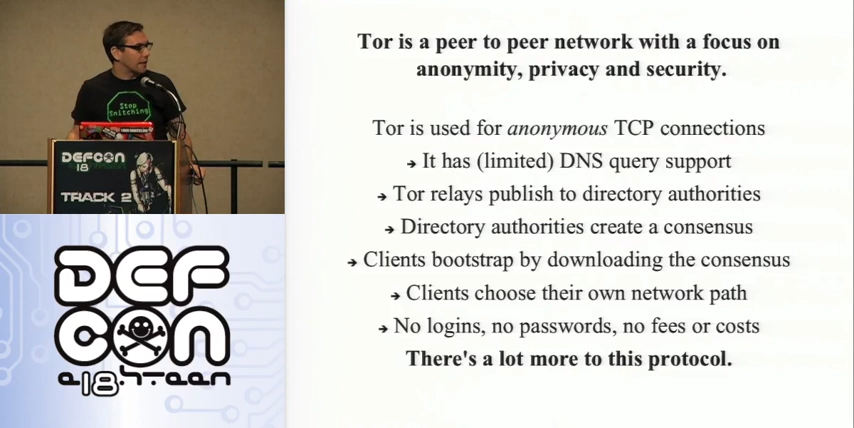 Stop
Snitching
DEFCON
18
TRACK 2
DEF
CON
e18hteen
Tor is a peer to peer network with a focus on
anonymity, privacy and security.
Tor is used for anonymous TCP connections
➔ It has (limited) DNS query support
➔ Tor relays publish to directory authorities
➔ Directory authorities create a consensus
➔ Clients bootstrap by downloading the consensus
➔ Clients choose their own network path
➔ No logins, no passwords, no fees or costs
There's a lot more to this protocol.